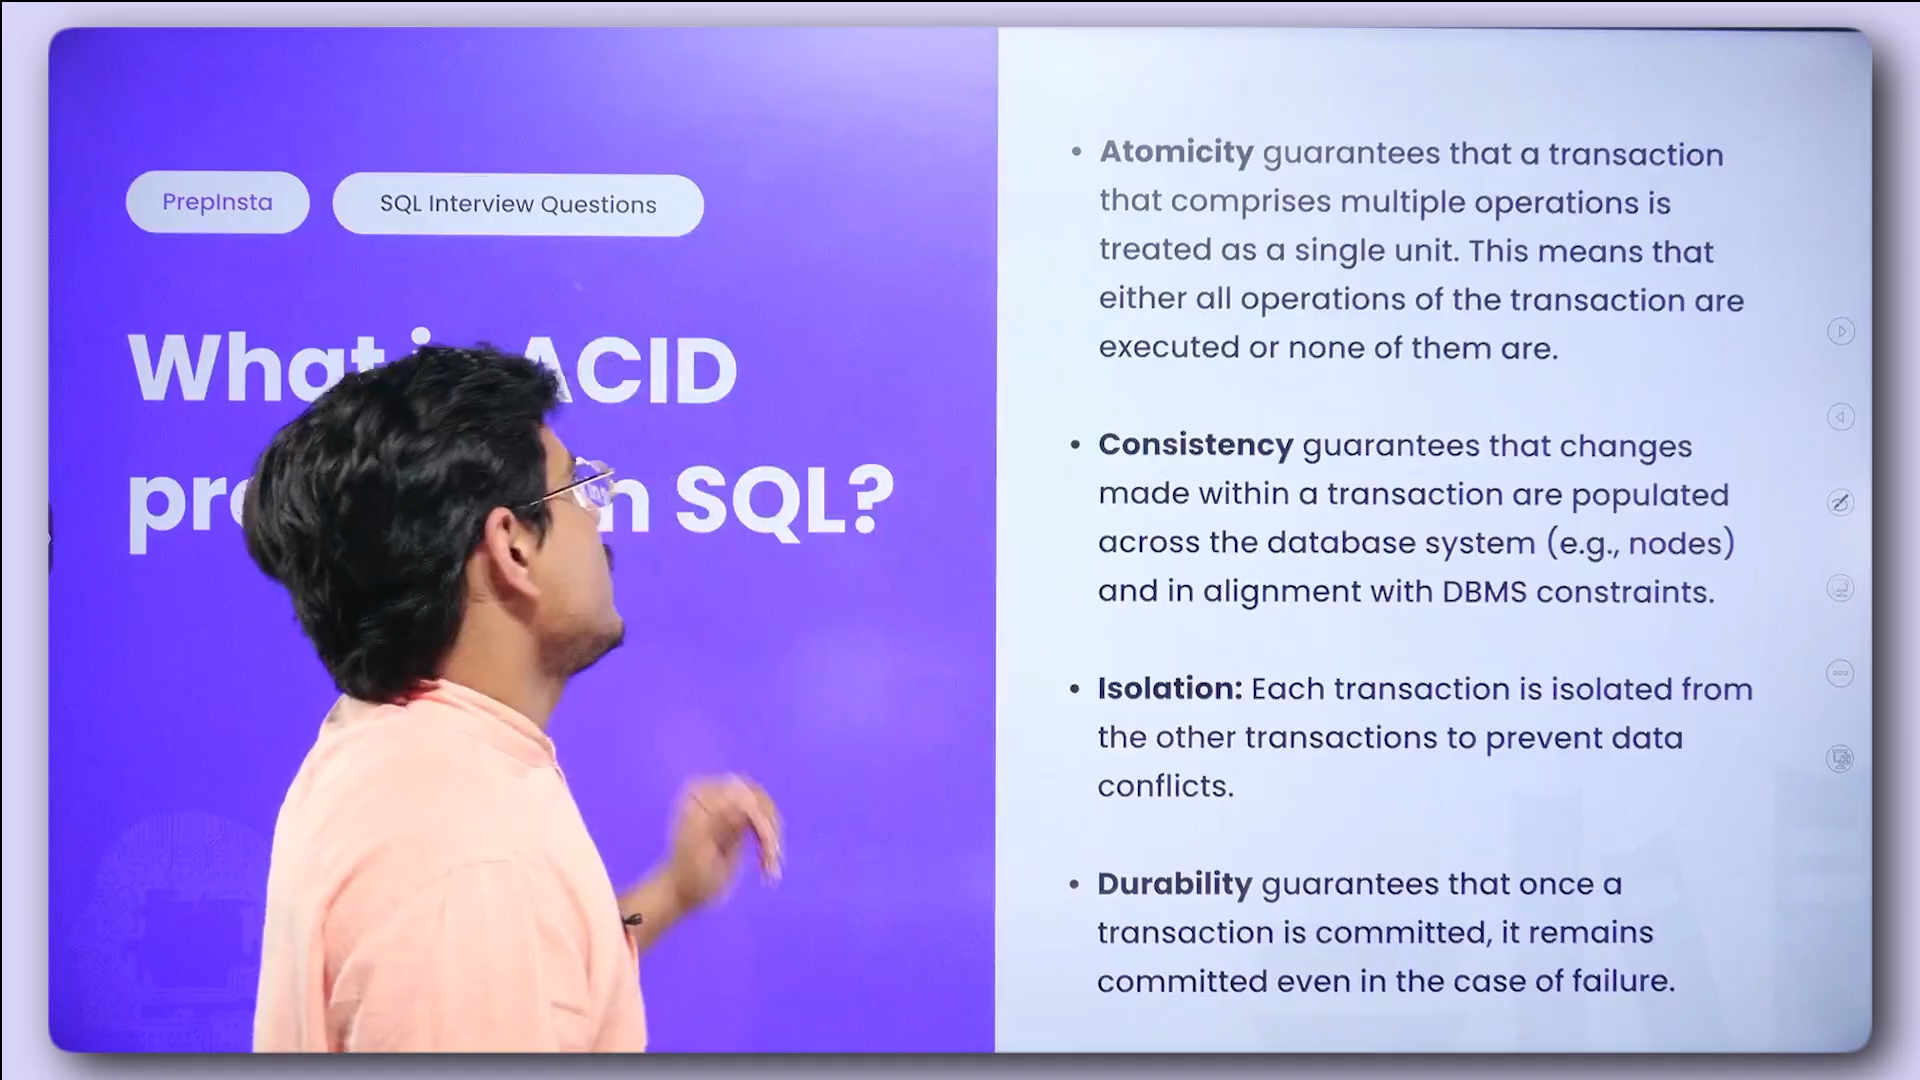 PrepInsta
SQL Interview Questions
What ACID
in SQL?
• Atomicity guarantees that a transaction
that comprises multiple operations is
treated as a single unit. This means that
either all operations of the transaction are
executed or none of them are.
• Consistency guarantees that changes
made within a transaction are populated
across the database system (e.g., nodes)
and in alignment with DBMS constraints.
• Isolation: Each transaction is isolated from
the other transactions to prevent data
conflicts.
• Durability guarantees that once a
transaction is committed, it remains
committed even in the case of failure.